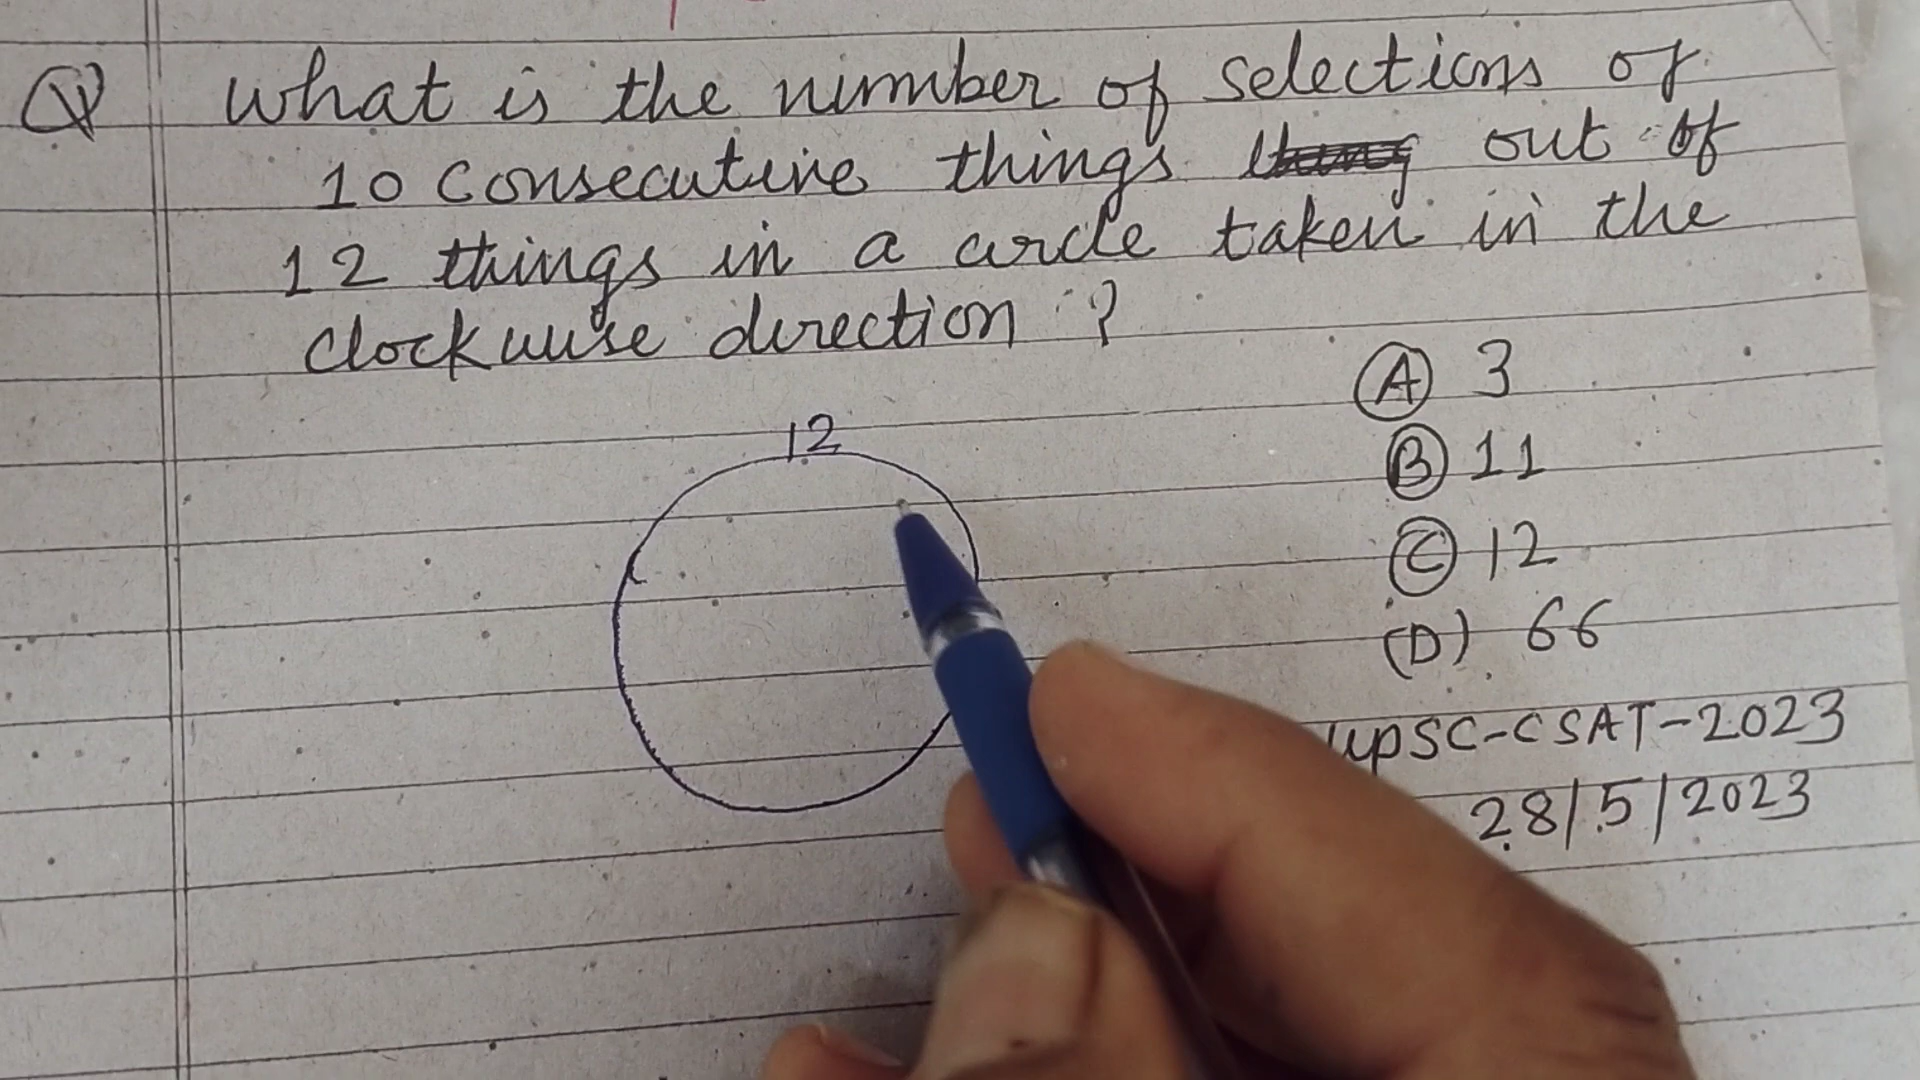 Q What is the number of selections of
10 consecutive things out of
12 things in a circle taken in the
clockwise direction ?
(A) 3
12
(B) 11
(C) 12
(D) 66
UPSC-CSAT-2023
28/5/2023